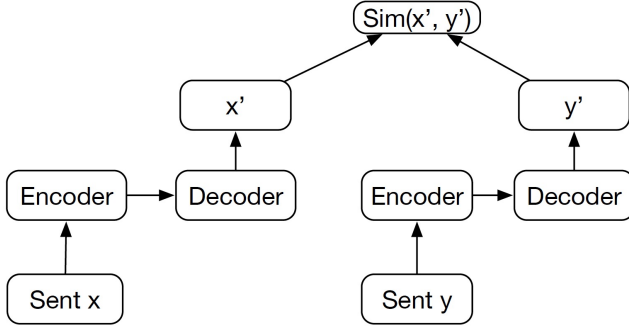 Sim(x’, y’)
x’
y’
Encoder
Decoder
Encoder
Decoder
Sent x
Sent y